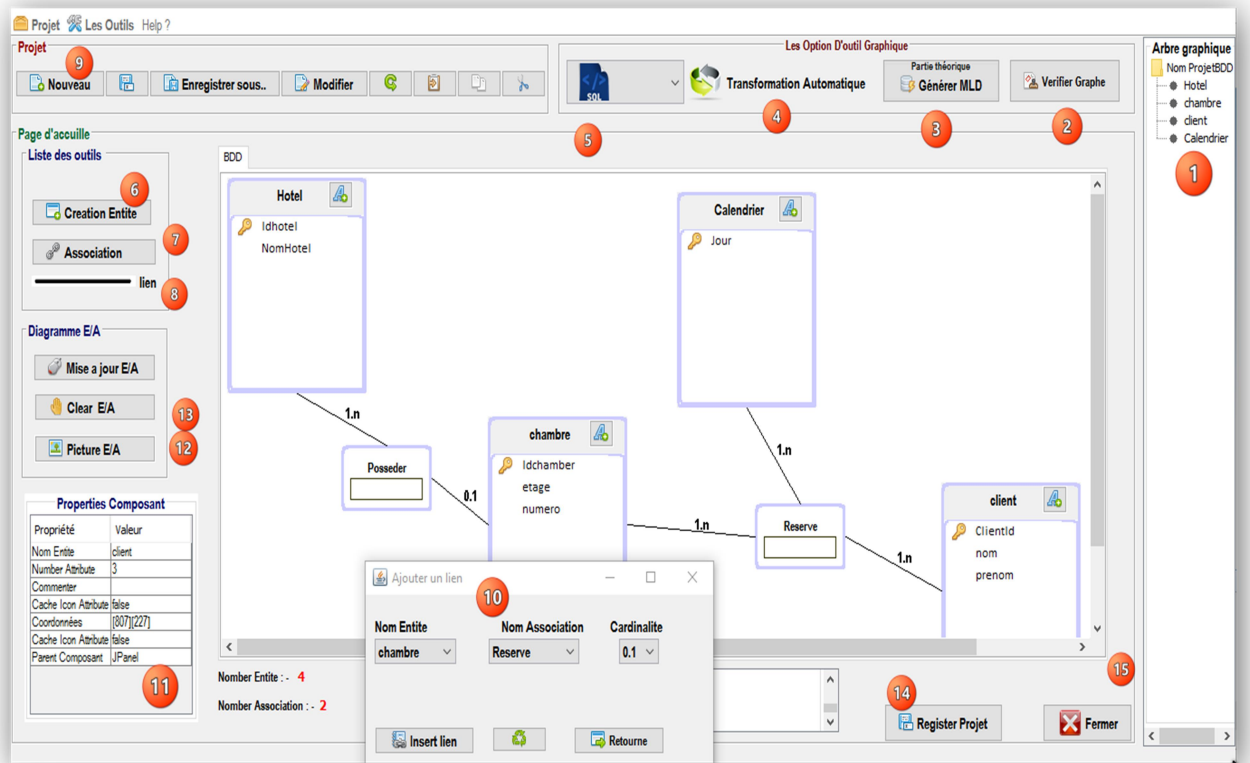 Projet Les Outils Help ?
Projet
9
Nouveau
Enregistrer sous..
Modifier
Les Option D'outil Graphique
SQL
Transformation Automatique
Partie théorique
Générer MLD
Verifier Graphe
5
4
3
2
Arbre graphique
Nom ProjetBDD
Hotel
chambre
client
Calendrier
1
Page d'accuille
Liste des outils
6
Creation Entite
7
Association
lien
8
Diagramme E/A
Mise a jour E/A
Clear E/A
13
Picture E/A
12
Properties Composant
Propriété Valeur
Nom Entite client
Number Attribute 3
Commenter
Cache Icon Attribute false
Coordonnées [807][227]
Cache Icon Attribute false
Parent Composant JPanel
11
BDD
Hotel
Idhotel
NomHotel
Calendrier
Jour
1.n
Posseder
0.1
chambre
Idchamber
etage
numero
1.n
1.n
Reserve
1.n
client
ClientId
nom
prenom
Ajouter un lien
10
Nom Entite Nom Association Cardinalite
chambre Reserve 0.1
Insert lien
Retourne
Nomber Entite : - 4
Nomber Association : - 2
14
Register Projet
15
Fermer